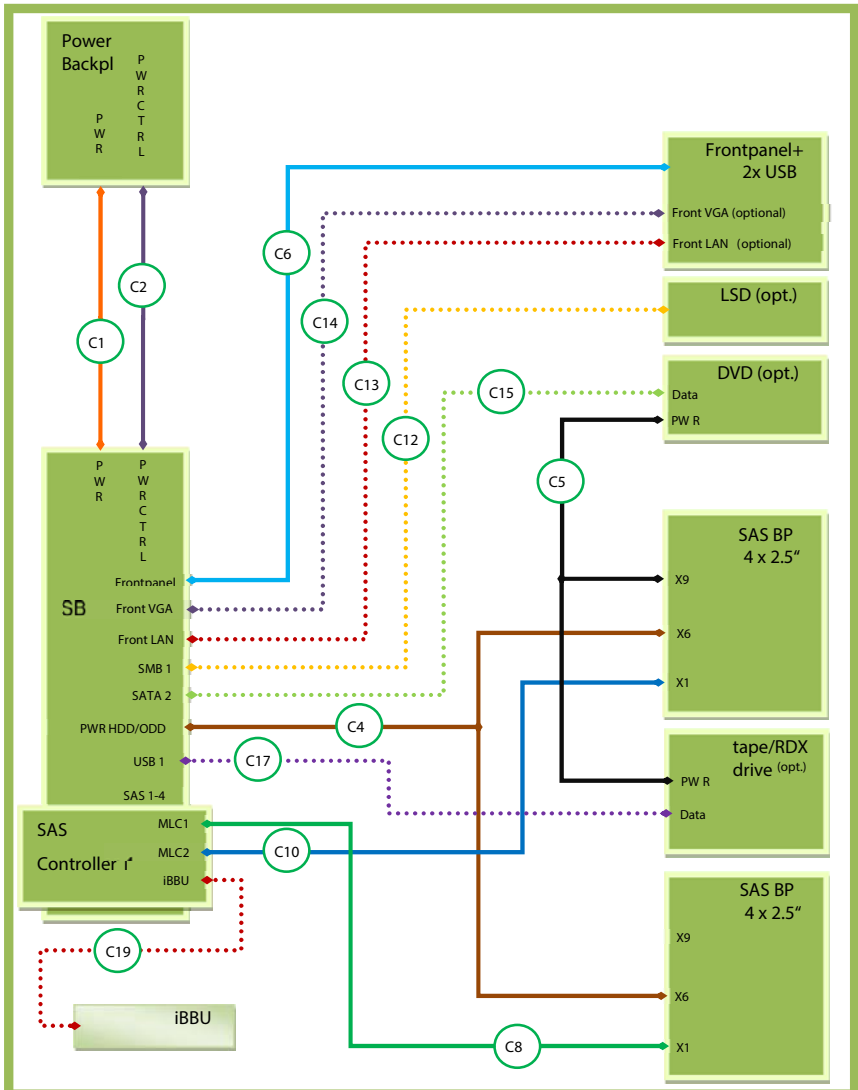 Power
Backpl
PWRCTRL
PWR
Frontpanel+
2x USB
Front VGA (optional)
Front LAN (optional)
C6
C2
LSD (opt.)
C14
C1
DVD (opt.)
C13
C15
Data
PW R
C12
C5
PWR
PWRCTRL
SAS BP
4 x 2.5“
X9
Frontpanel
SB
Front VGA
X6
Front LAN
SMB 1
X1
SATA 2
C4
PWR HDD/ODD
tape/RDX
drive (opt.)
USB 1
C17
PW R
SAS 1-4
Data
SAS
Controller
MLC1
MLC2
C10
iBBU
SAS BP
4 x 2.5“
X9
C19
X6
iBBU
C8
X1